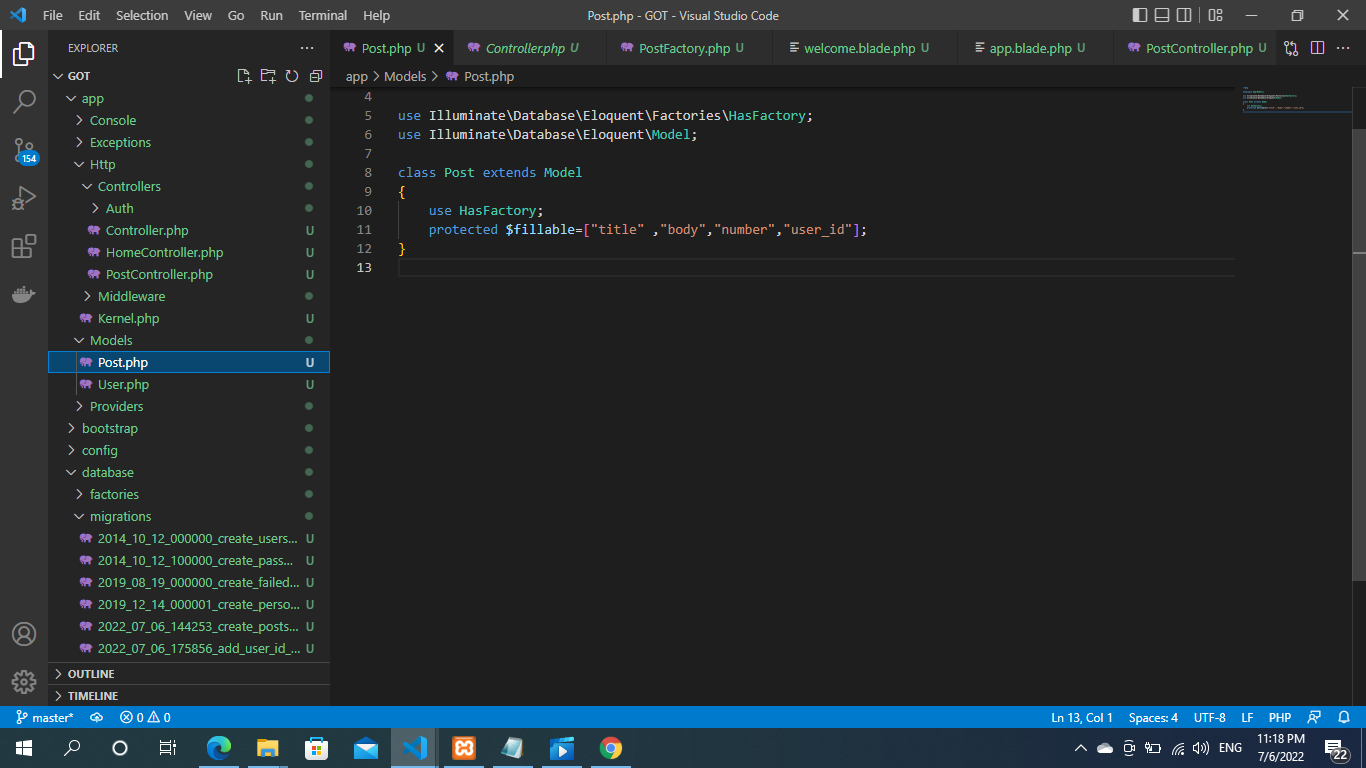 File Edit Selection View Go Run Terminal Help
Post.php - GOT - Visual Studio Code
EXPLORER
GOT
app
Console
Exceptions
Http
Controllers
Auth
Controller.php U
HomeController.php U
PostController.php U
Middleware
Kernel.php U
Models
Post.php U
User.php U
Providers
bootstrap
config
database
factories
migrations
2014_10_12_000000_create_users... U
2014_10_12_100000_create_pass... U
2019_08_19_000000_create_failed... U
2019_12_14_000001_create_perso... U
2022_07_06_144253_create_posts... U
2022_07_06_175856_add_user_id_... U
OUTLINE
TIMELINE
154
Post.php U Controller.php U PostFactory.php U welcome.blade.php U app.blade.php U PostController.php U
app > Models > Post.php
4
5 use Illuminate\Database\Eloquent\Factories\HasFactory;
6 use Illuminate\Database\Eloquent\Model;
7
8 class Post extends Model
9 {
10 use HasFactory;
11 protected $fillable=["title" ,"body","number","user_id"];
12 }
13
master* 0 0 Ln 13, Col 1 Spaces: 4 UTF-8 LF PHP
ENG
11:18 PM
7/6/2022
22